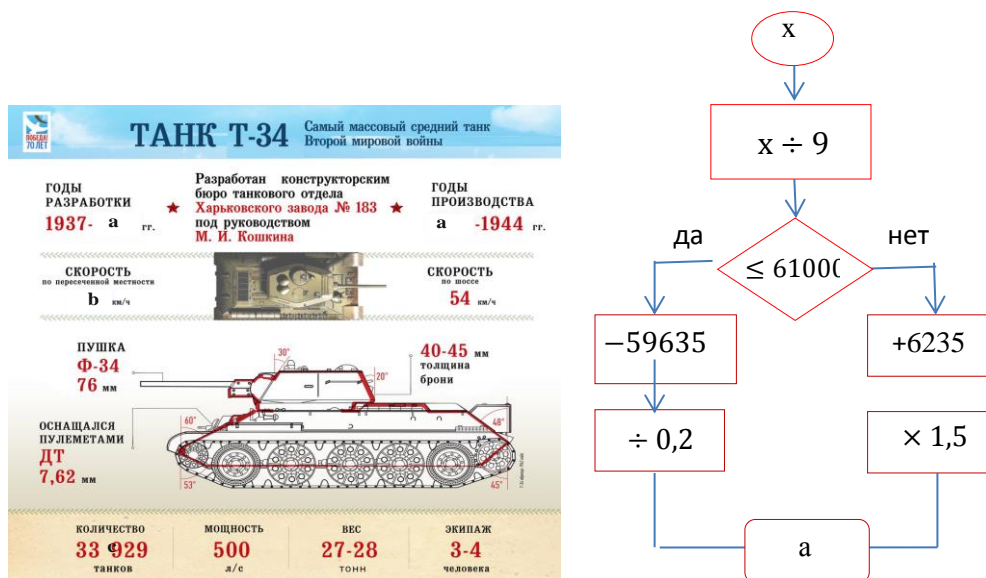 ПОБЕДА!
70 ЛЕТ
ТАНК Т-34
Самый массовый средний танк
Второй мировой войны
ГОДЫ
РАЗРАБОТКИ
1937- а гг.
Разработан конструкторским
бюро танкового отдела
Харьковского завода № 183
под руководством
М. И. Кошкина
ГОДЫ
ПРОИЗВОДСТВА
а -1944 гг.
СКОРОСТЬ
по пересеченной местности
b км/ч
СКОРОСТЬ
по шоссе
54 км/ч
ПУШКА
Ф-34
76 мм
30°
20°
40-45 мм
толщина
брони
ОСНАЩАЛСЯ
ПУЛЕМЕТАМИ
ДТ
7,62 мм
60°
48°
53°
45°
КОЛИЧЕСТВО
33 929
танков
МОЩНОСТЬ
500
л/с
ВЕС
27-28
тонн
ЭКИПАЖ
3-4
человека
x
x ÷ 9
да
нет
≤ 61000
−59635
+6235
÷ 0,2
× 1,5
a